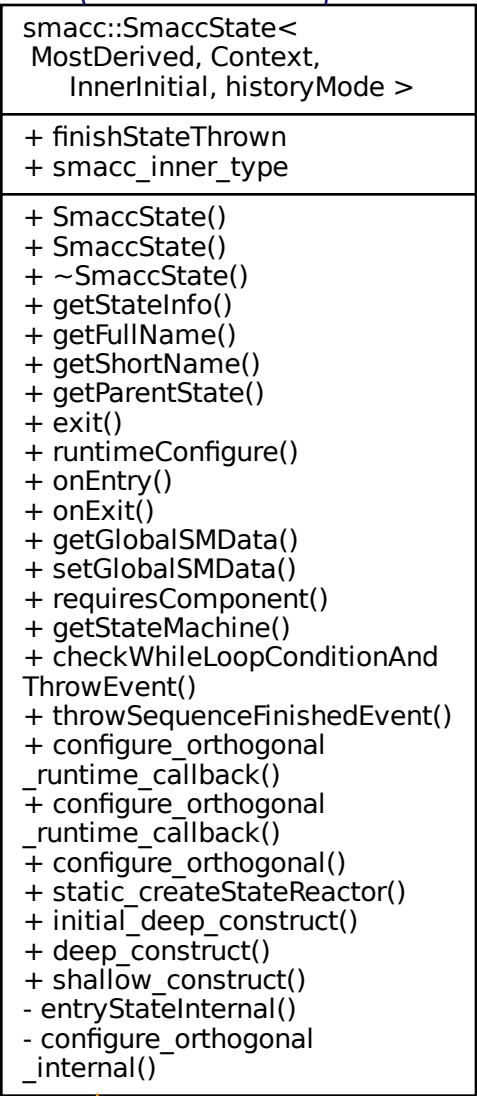 smacc::SmaccState<
MostDerived, Context,
InnerInitial, historyMode >
+ finishStateThrown
+ smacc_inner_type
+ SmaccState()
+ SmaccState()
+ ~SmaccState()
+ getStateInfo()
+ getFullName()
+ getShortName()
+ getParentState()
+ exit()
+ runtimeConfigure()
+ onEntry()
+ onExit()
+ getGlobalSMData()
+ setGlobalSMData()
+ requiresComponent()
+ getStateMachine()
+ checkWhileLoopConditionAnd
ThrowEvent()
+ throwSequenceFinishedEvent()
+ configure_orthogonal
_runtime_callback()
+ configure_orthogonal
_runtime_callback()
+ configure_orthogonal()
+ static_createStateReactor()
+ initial_deep_construct()
+ deep_construct()
+ shallow_construct()
- entryStateInternal()
- configure_orthogonal
_internal()